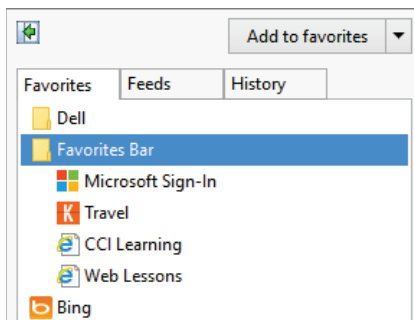 Add to favorites
Favorites Feeds History
Dell
Favorites Bar
Microsoft Sign-In
Travel
CCI Learning
Web Lessons
Bing